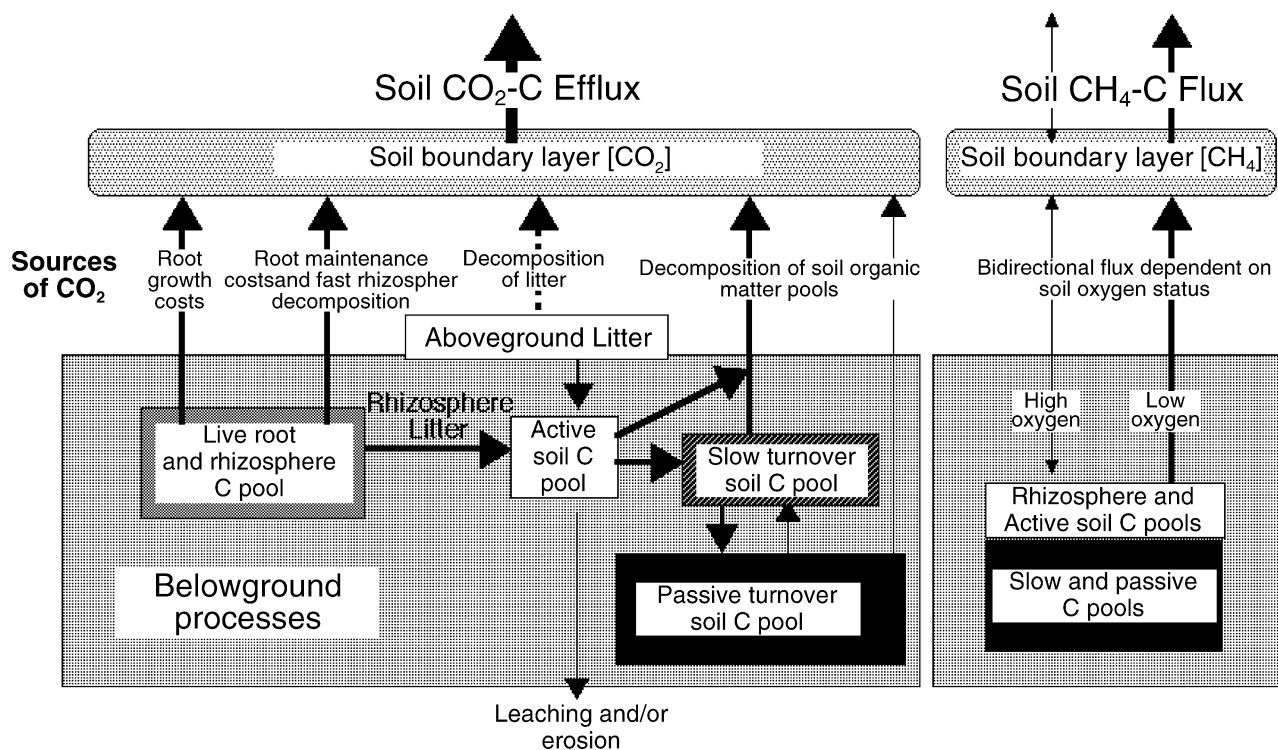 Soil CO₂-C Efflux
Soil CH₄-C Flux
Soil boundary layer [CO₂]
Soil boundary layer [CH₄]
Sources
of CO₂
Root
growth
costs
Root maintenance
costsand fast rhizospher
decomposition
Decomposition
of litter
Decomposition of soil organic
matter pools
Bidirectional flux dependent on
soil oxygen status
Aboveground Litter
Rhizosphere
Litter
Live root
and rhizosphere
C pool
Active
soil C
pool
Slow turnover
soil C pool
Passive turnover
soil C pool
Belowground
processes
Leaching and/or
erosion
High
oxygen
Low
oxygen
Rhizosphere and
Active soil C pools
Slow and passive
C pools